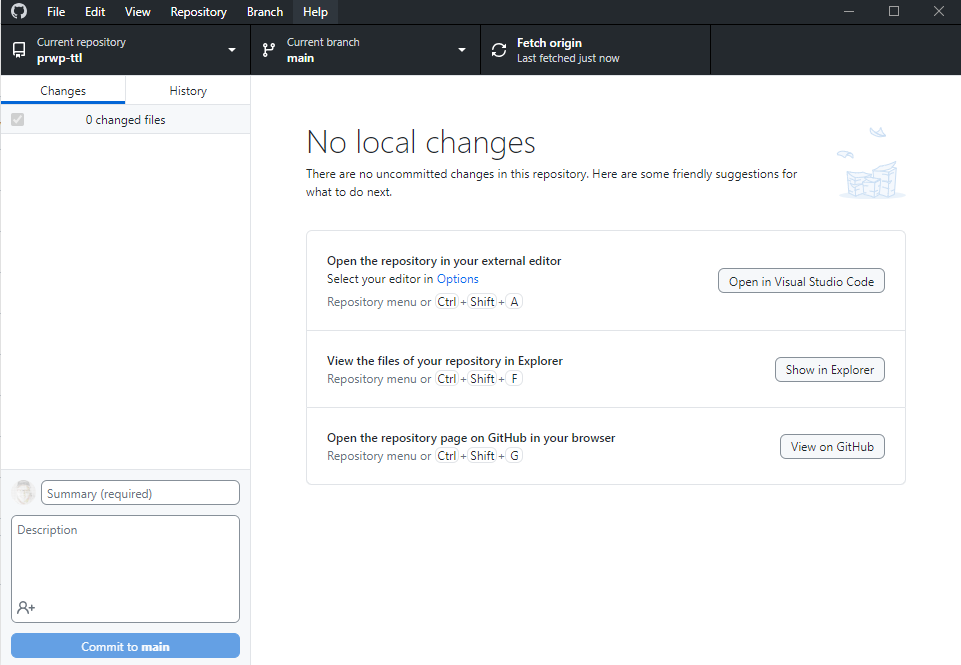 File Edit View Repository Branch Help
Current repository
prwp-ttl
Current branch
main
Fetch origin
Last fetched just now
Changes History
0 changed files
No local changes
There are no uncommitted changes in this repository. Here are some friendly suggestions for
what to do next.
Open the repository in your external editor
Select your editor in Options
Repository menu or Ctrl + Shift + A
Open in Visual Studio Code
View the files of your repository in Explorer
Repository menu or Ctrl + Shift + F
Show in Explorer
Open the repository page on GitHub in your browser
Repository menu or Ctrl + Shift + G
View on GitHub
Summary (required)
Description
Commit to main